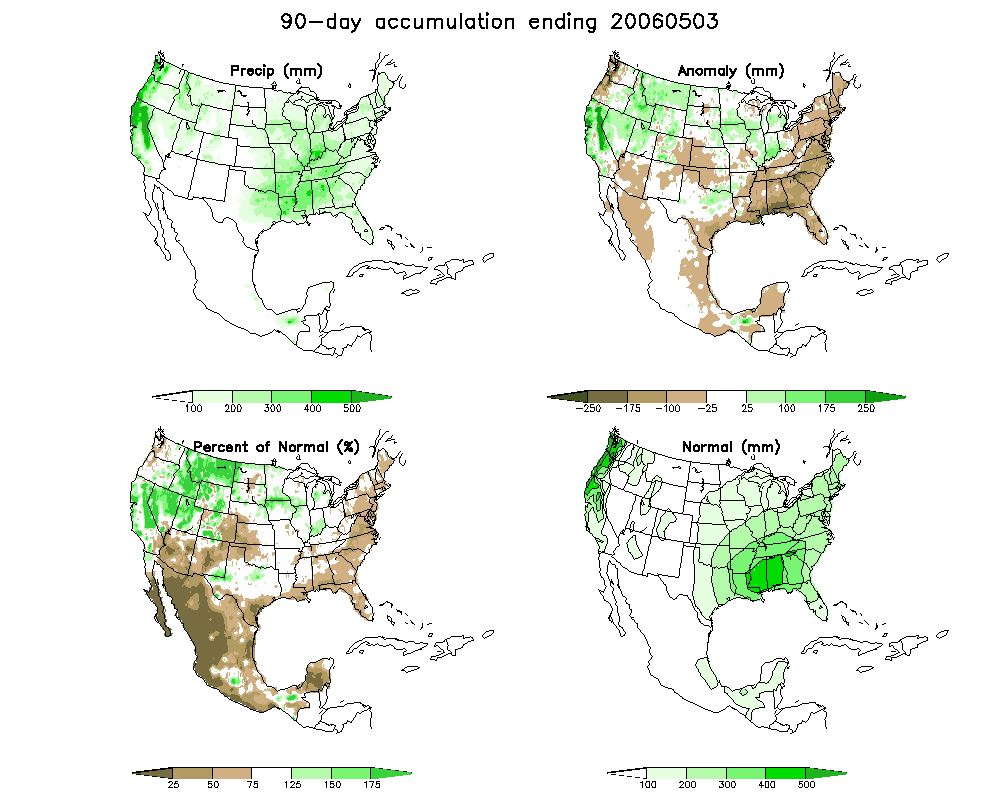 90-day accumulation ending 20060503
Precip (mm)
Anomaly (mm)
100 200 300 400 500
-250 -175 -100 -25 25 100 175 250
Percent of Normal (%)
Normal (mm)
25 50 75 125 150 175
100 200 300 400 500